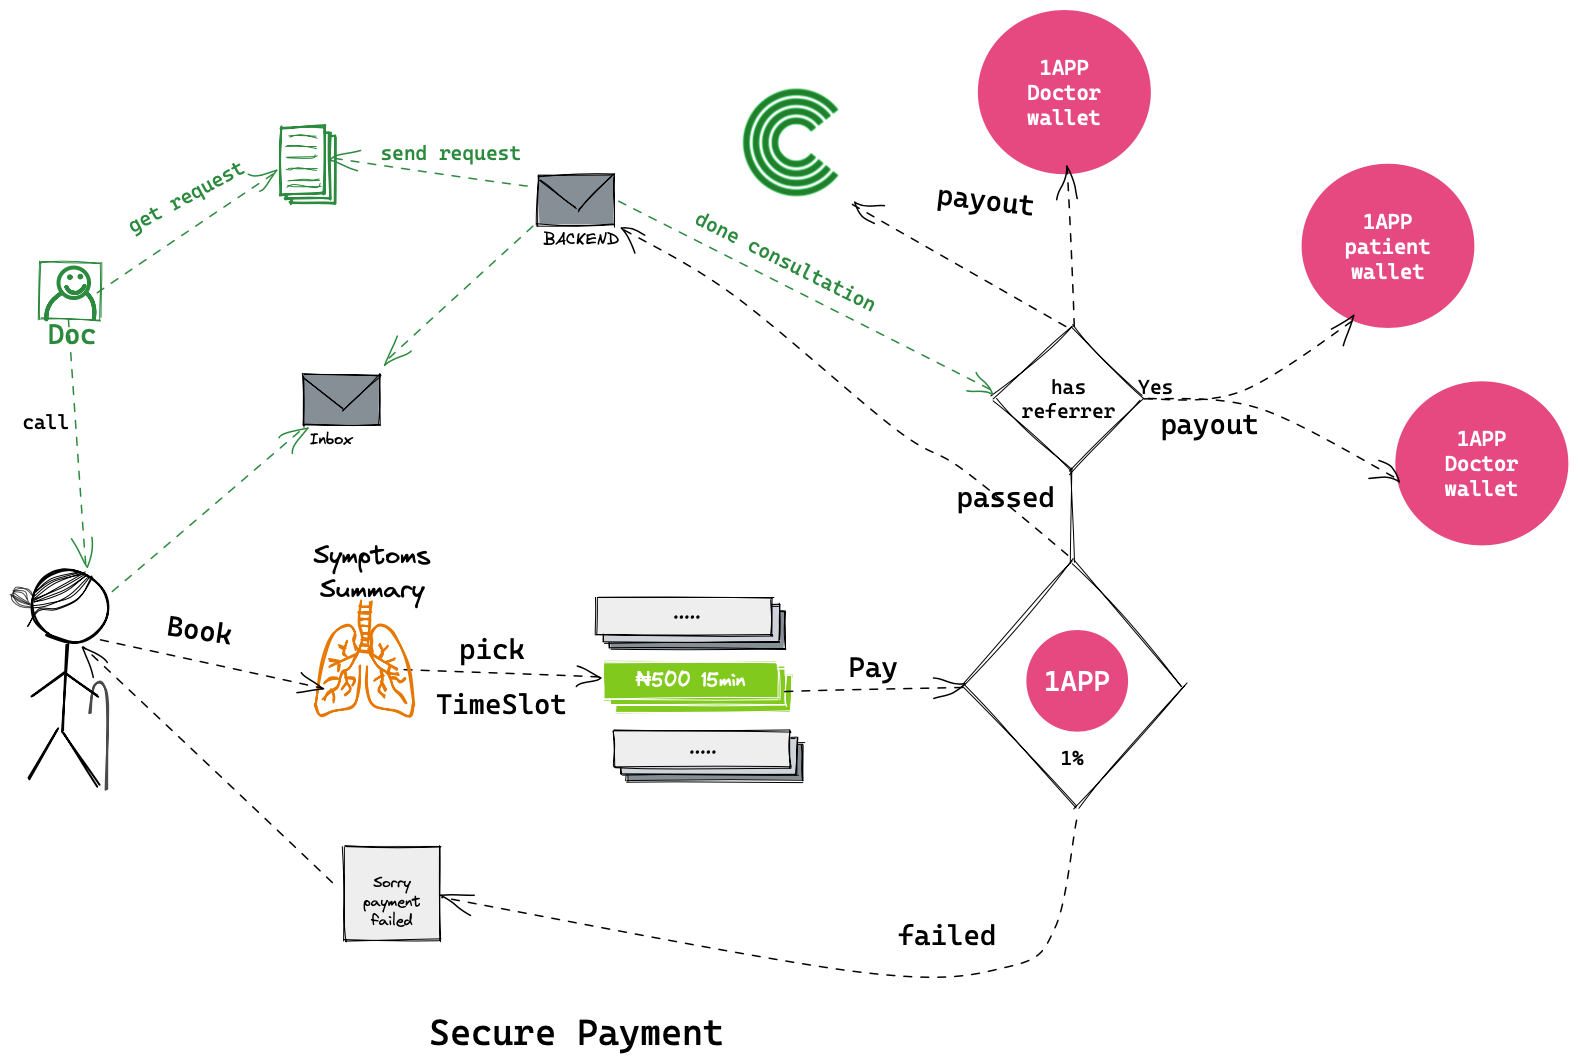 1APP
Doctor
wallet
send request
get request
payout
1APP
patient
wallet
BACKEND
done consultation
Doc
has
referrer
Yes
payout
call
Inbox
1APP
Doctor
wallet
passed
Symptoms
Summary
Book
pick
TimeSlot
.....
₦500 15min
.....
Pay
1APP
1%
Sorry
payment
failed
failed
Secure Payment